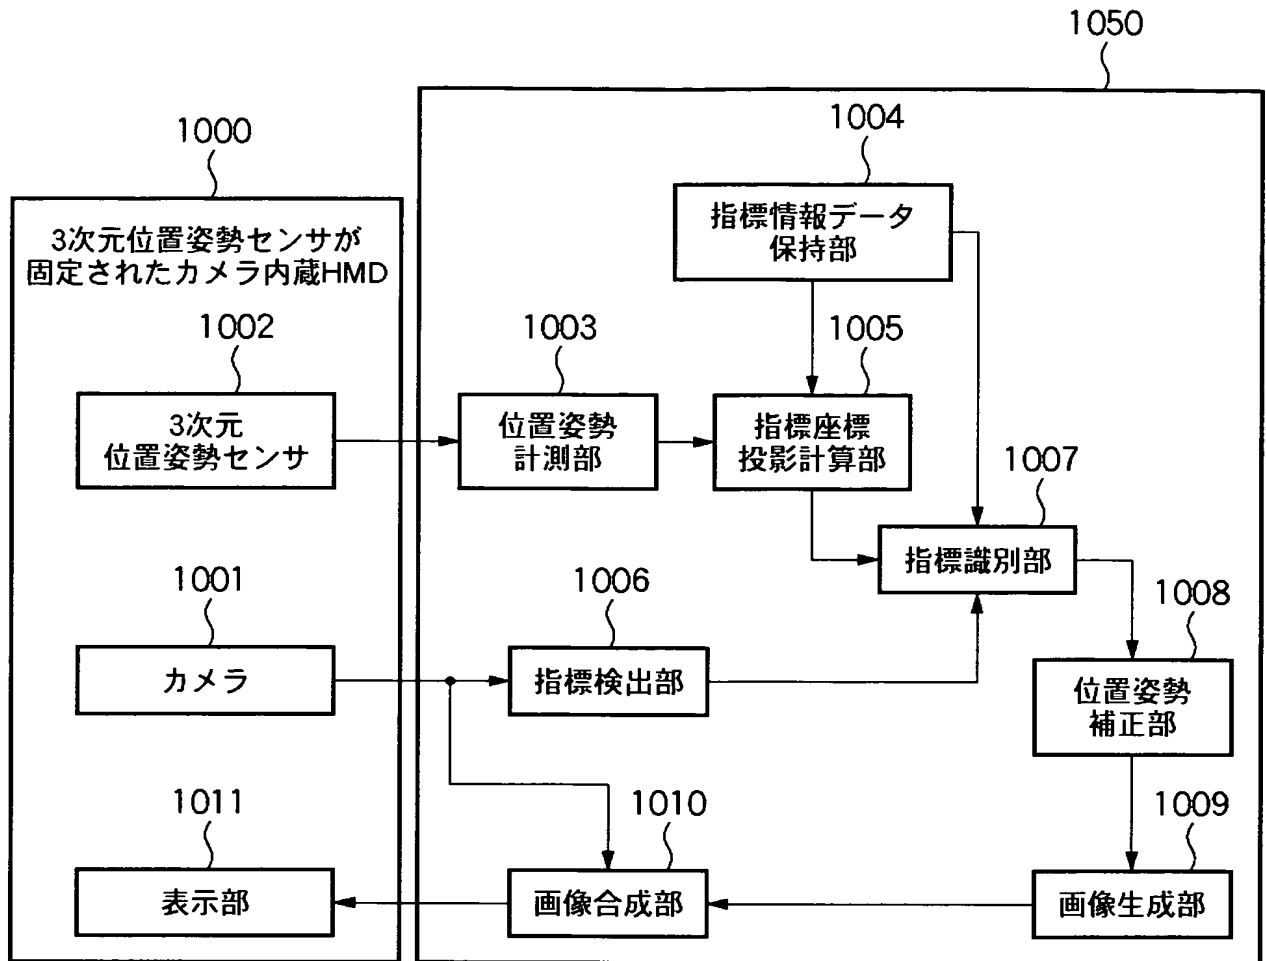 1050
1000
1004
3次元位置姿勢センサが
固定されたカメラ内蔵HMD
指標情報データ
保持部
1002
1003
1005
3次元
位置姿勢センサ
位置姿勢
計測部
指標座標
投影計算部
1007
指標識別部
1001
1006
1008
カメラ
指標検出部
位置姿勢
補正部
1011
1010
1009
表示部
画像合成部
画像生成部